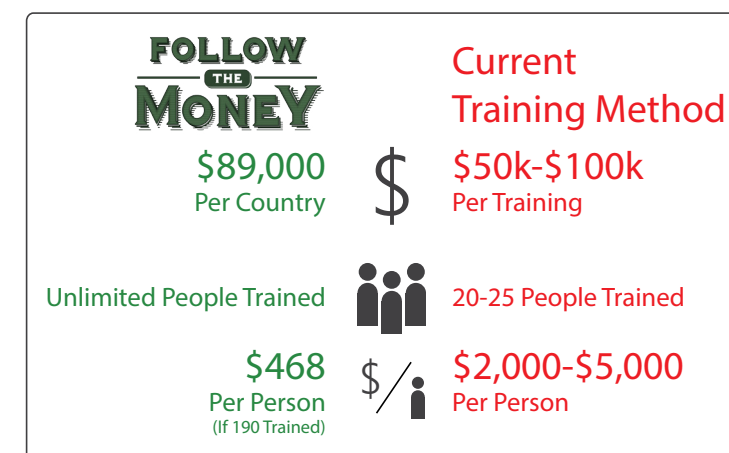 FOLLOW
THE
MONEY
$89,000
Per Country
Unlimited People Trained
$468
Per Person
(If 190 Trained)
$
$/
Current
Training Method
$50k-$100k
Per Training
20-25 People Trained
$2,000-$5,000
Per Person